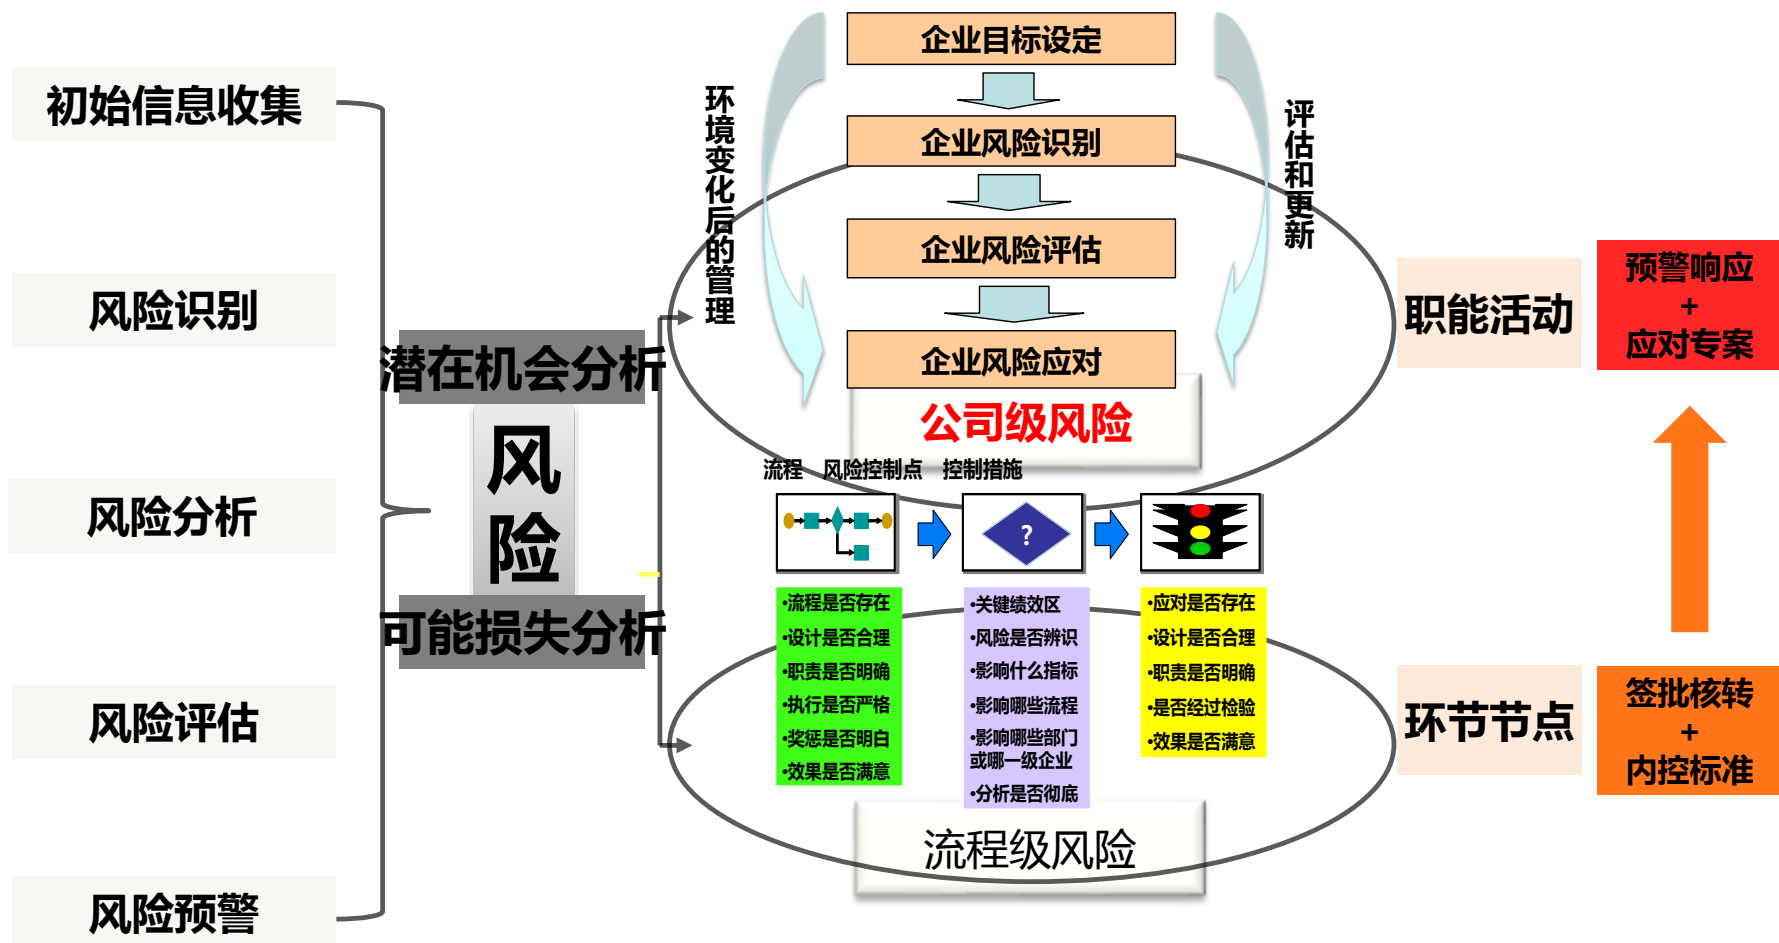 初始信息收集
风险识别
风险分析
风险评估
风险预警
潜在机会分析
风
险
可能损失分析
环境变化后的管理
企业目标设定
企业风险识别
企业风险评估
企业风险应对
公司级风险
评估和更新
流程 风险控制点 控制措施
?
•流程是否存在
•设计是否合理
•职责是否明确
•执行是否严格
•奖惩是否明白
•效果是否满意
•关键绩效区
•风险是否辨识
•影响什么指标
•影响哪些流程
•影响哪些部门
或哪一级企业
•分析是否彻底
•应对是否存在
•设计是否合理
•职责是否明确
•是否经过检验
•效果是否满意
流程级风险
职能活动
环节节点
预警响应
+
应对专案
签批核转
+
内控标准